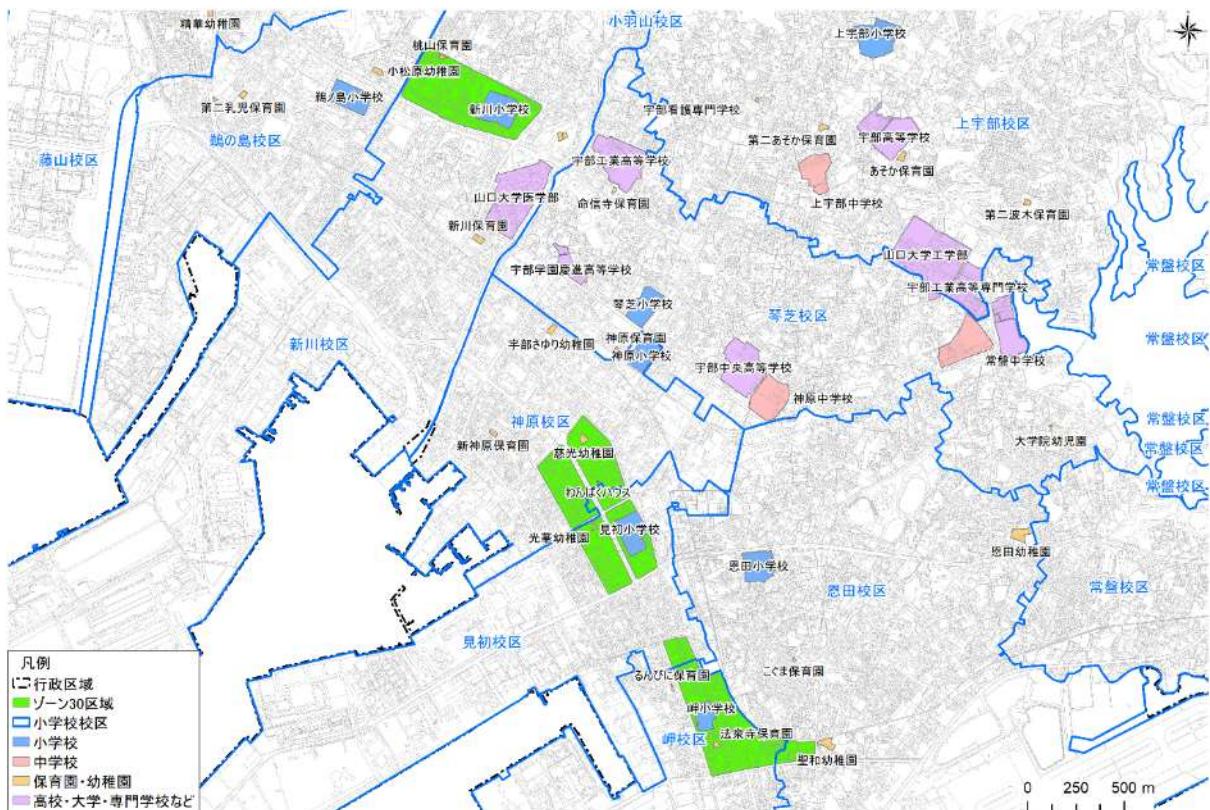 精華幼稚園
小羽山校区
上宇部小学校
桃山保育園
小松原幼稚園
第二乳児保育園
鵜ノ島小学校
新川小学校
宇部看護専門学校
上宇部校区
鵜の島校区
藤山校区
第二あそか保育園
宇部高等学校
宇部工業高等学校
あそか保育園
山口大学医学部
命信寺保育園
上宇部中学校
第二波木保育園
新川保育園
山口大学工学部
宇部学園慶進高等学校
常盤校区
宇部工業高等専門学校
琴芝小学校
琴芝校区
新川校区
宇部さゆり幼稚園
神原保育園
神原小学校
常盤校区
宇部中央高等学校
常盤中学校
神原中学校
神原校区
常盤校区
新神原保育園
慈光幼稚園
大学院幼児園
常盤校区
わんぱくハウス
常盤校区
光華幼稚園
見初小学校
恩田幼稚園
恩田小学校
恩田校区
常盤校区
見初校区
るんびに保育園
こぐま保育園
岬小学校
法泉寺保育園
岬校区
聖和幼稚園
凡例
行政区域
ゾーン30区域
小学校校区
小学校
中学校
保育園・幼稚園
高校・大学・専門学校など
0 250 500 m